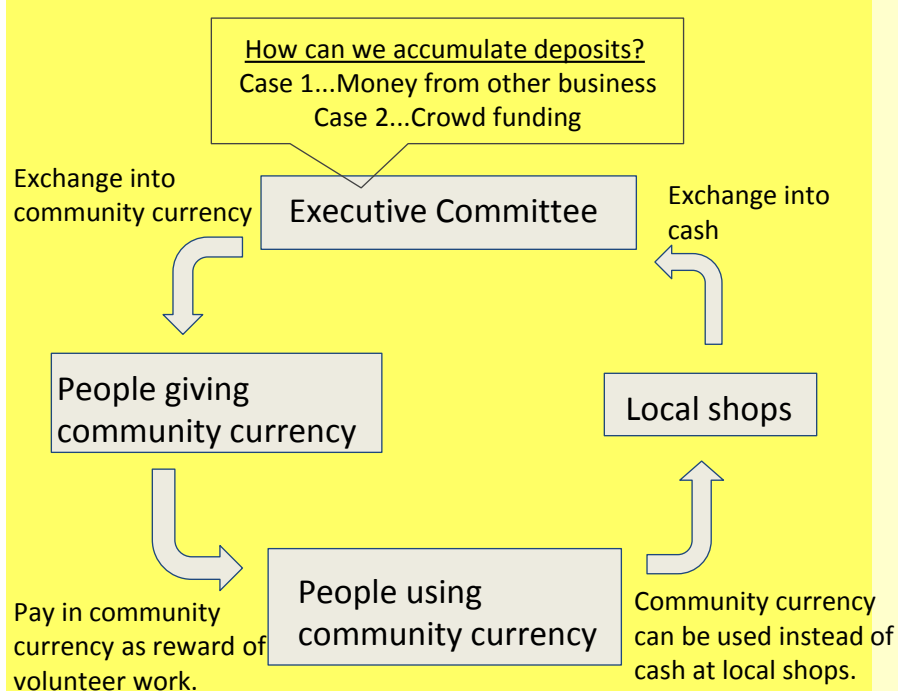 How can we accumulate deposits?
Case 1...Money from other business
Case 2...Crowd funding
Exchange into
community currency
Executive Committee
Exchange into
cash
People giving
community currency
Local shops
Pay in community
currency as reward of
volunteer work.
People using
community currency
Community currency
can be used instead of
cash at local shops.